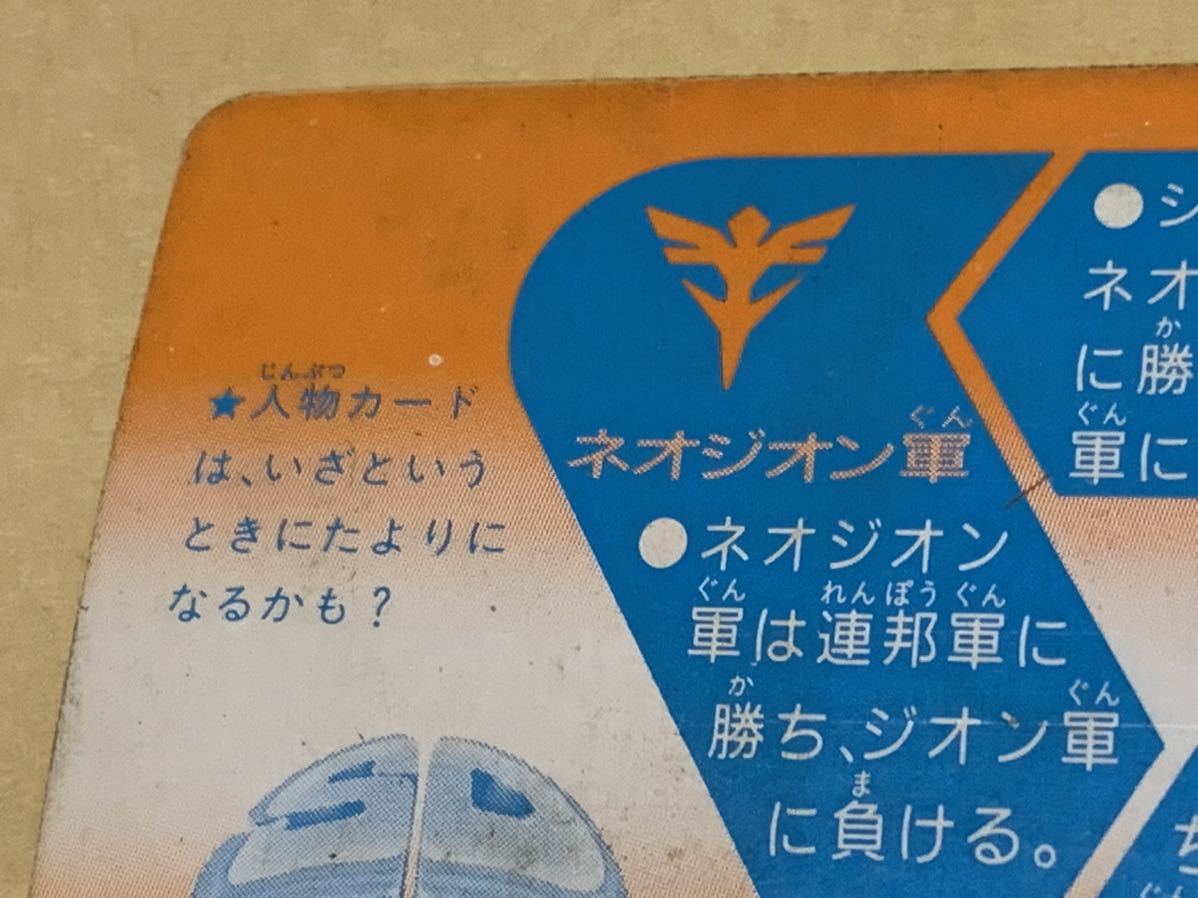 ★人物カード
は、いざという
ときにたよりに
なるかも？
ネオジオン軍
●ネオジオン
軍は連邦軍に
勝ち、ジオン軍
に負ける。
●シ
ネオ
に勝
軍に
ち